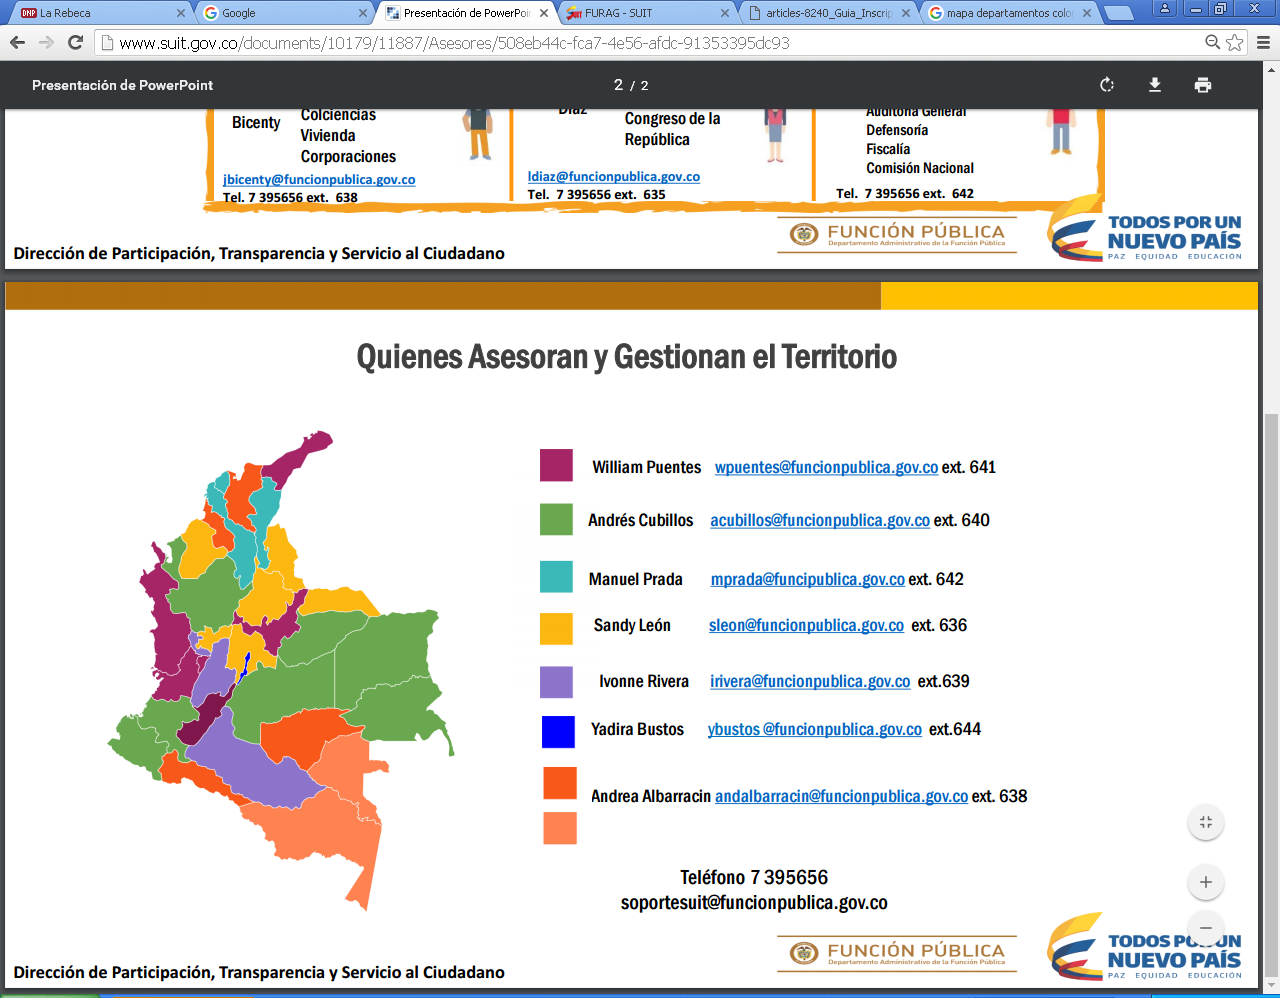 La Rebeca
Google
Presentación de PowerPoi
FURAG - SUIT
articles-8240_Guia_Inscrip
mapa departamentos colo
www.suit.gov.co/documents/10179/11887/Asesores/508eb44c-fca7-4e56-afdc-91353395dc93
Presentación de PowerPoint
2 / 2
Bicenty
Colciencias
Vivienda
Corporaciones
jbicenty@funcionpublica.gov.co
Tel. 7 395656 ext. 638
Díaz
Congreso de la
República
ldiaz@funcionpublica.gov.co
Tel. 7 395656 ext. 635
Auditoría General
Defensoría
Fiscalía
Comisión Nacional
Tel. 7 395656 ext. 642
Dirección de Participación, Transparencia y Servicio al Ciudadano
FUNCIÓN PÚBLICA
Departamento Administrativo de la Función Pública
TODOS POR UN
NUEVO PAÍS
PAZ EQUIDAD EDUCACIÓN
Quienes Asesoran y Gestionan el Territorio
William Puentes wpuentes@funcionpublica.gov.co ext. 641
Andrés Cubillos acubillos@funcionpublica.gov.co ext. 640
Manuel Prada mprada@funcipublica.gov.co ext. 642
Sandy León sleon@funcionpublica.gov.co ext. 636
Ivonne Rivera irivera@funcionpublica.gov.co ext.639
Yadira Bustos ybustos @funcionpublica.gov.co ext.644
Andrea Albarracin andalbarracin@funcionpublica.gov.co ext. 638
Teléfono 7 395656
soportesuit@funcionpublica.gov.co
Dirección de Participación, Transparencia y Servicio al Ciudadano
FUNCIÓN PÚBLICA
Departamento Administrativo de la Función Pública
TODOS POR UN
NUEVO PAÍS
PAZ EQUIDAD EDUCACIÓN